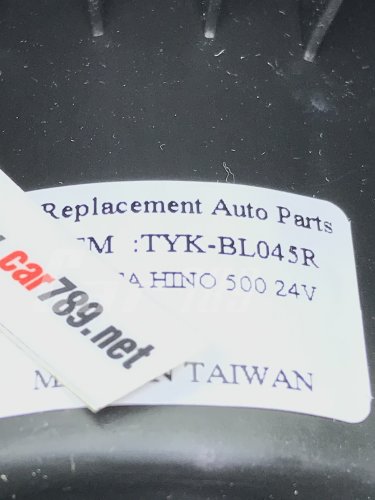 Replacement Auto Parts
:TYK-BL045R
HINO 500 24V
TAIWAN
car789.net